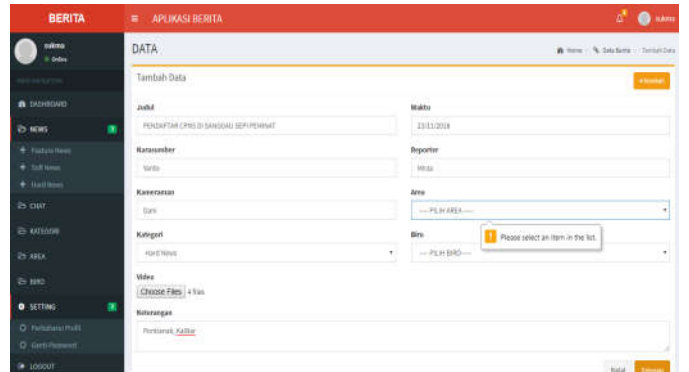 BERITA
APLIKASI BERITA
sukma
sukma
Online
DATA
Home
Data Berita
Tambah Data
Tambah Data
DASHBOARD
NEWS
Feature News
Soft News
Hard News
CHAT
KATEGORI
AREA
BIRO
SETTING
Perbaharui Profil
Ganti Password
LOGOUT
Judul
PENDAFTAR CPNS DI SANGGAU SEPI PEMINAT
Waktu
23/11/2018
Narasumber
Reporter
Kameraman
Dani
Area
---- PILIH AREA ----
Please select an item in the list.
Kategori
Hard News
Biro
---- PILIH BIRO ----
Video
Choose Files 4 files
Keterangan
Pontianak, KalBar
Batal